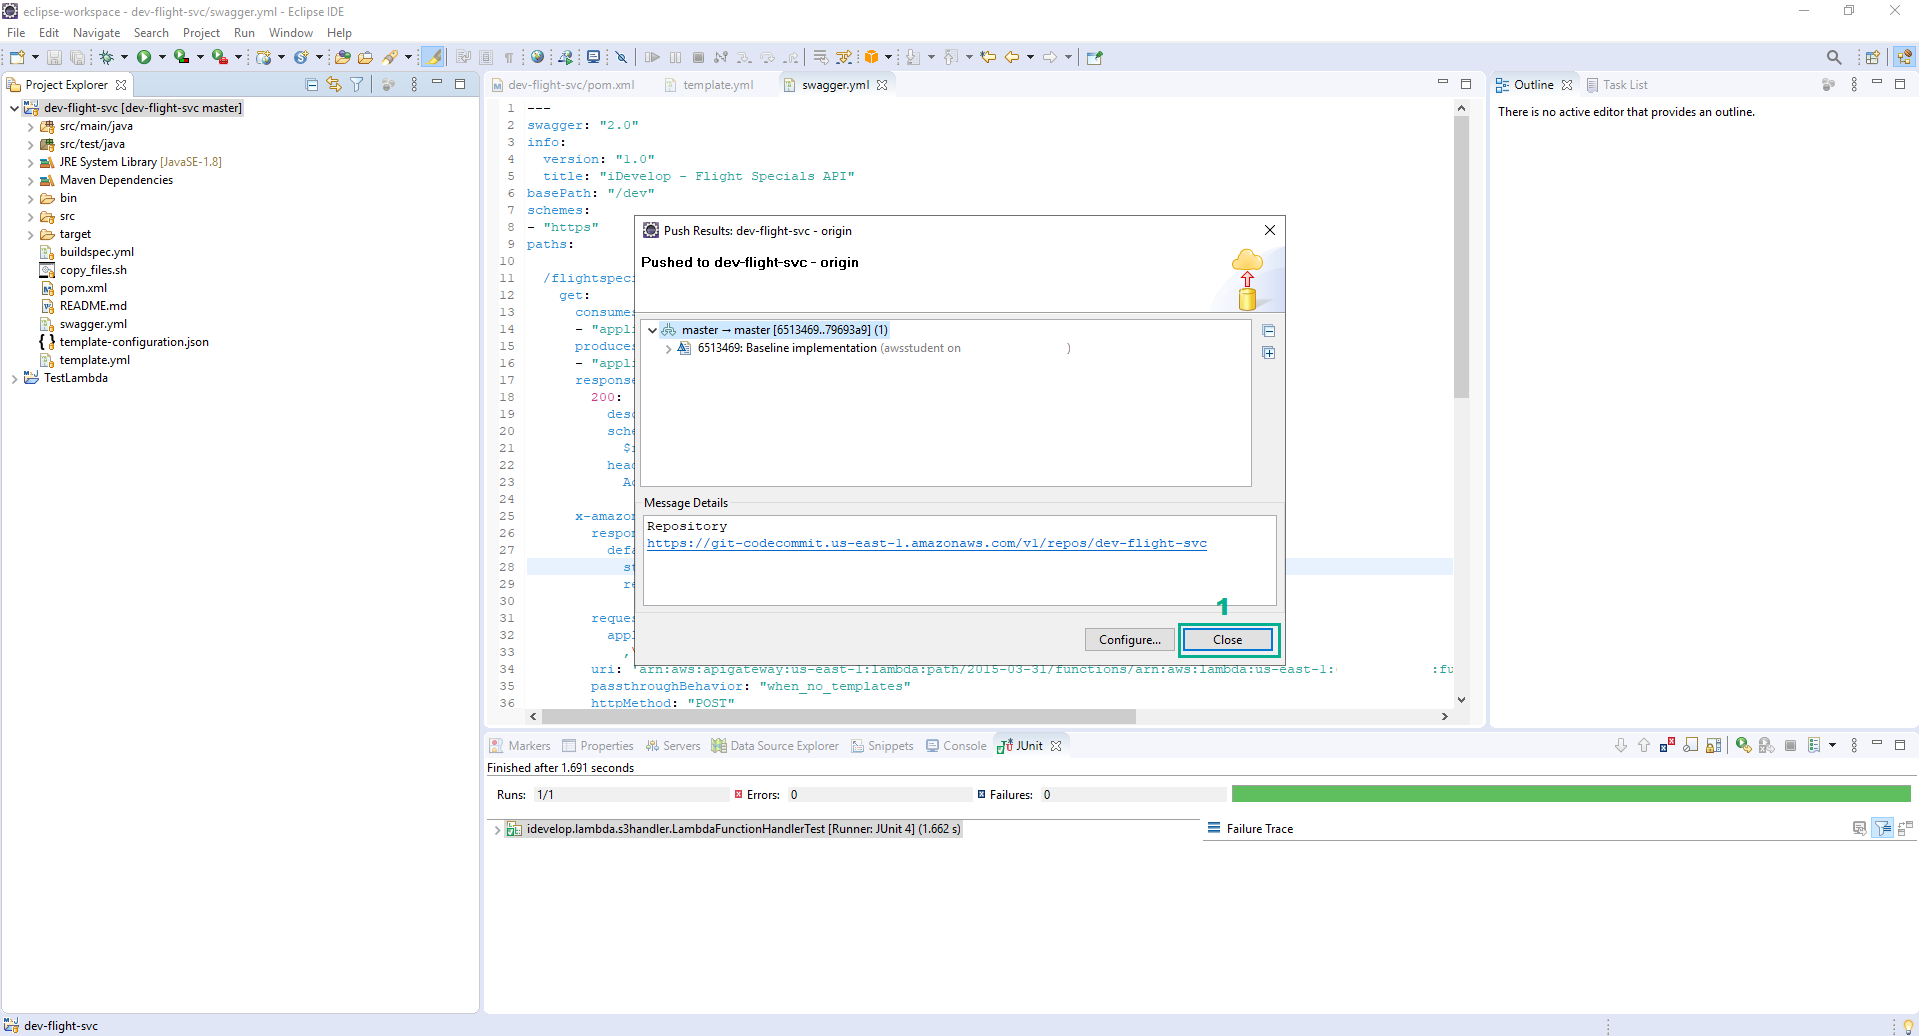 eclipse-workspace - dev-flight-svc/swagger.yml - Eclipse IDE
File Edit Navigate Search Project Run Window Help
Project Explorer
dev-flight-svc [dev-flight-svc master]
src/main/java
src/test/java
JRE System Library [JavaSE-1.8]
Maven Dependencies
bin
src
target
buildspec.yml
copy_files.sh
pom.xml
README.md
swagger.yml
template-configuration.json
template.yml
TestLambda
dev-flight-svc/pom.xml template.yml swagger.yml
1 ---
2 swagger: "2.0"
3 info:
4 version: "1.0"
5 title: "iDevelop - Flight Specials API"
6 basePath: "/dev"
7 schemes:
8 - "https"
9 paths:
10
11 /flightspeci
12 get:
13 consumes
14 - "appli
15 produces
16 - "appli
17 response
18 200:
19 desc
20 sche
21 $r
22 head
23 Ac
24
25 x-amazon
26 respon
27 defa
28 st
29 re
30
31 reques
32 appl
33 ,\
34 uri: "arn:aws:apigateway:us-east-1:lambda:path/2015-03-31/functions/arn:aws:lambda:us-east-1: :fu
35 passthroughBehavior: "when_no_templates"
36 httpMethod: "POST"
Push Results: dev-flight-svc - origin
Pushed to dev-flight-svc - origin
master → master [6513469..79693a9] (1)
6513469: Baseline implementation (awsstudent on )
Message Details
Repository
https://git-codecommit.us-east-1.amazonaws.com/v1/repos/dev-flight-svc
1
Configure... Close
Outline Task List
There is no active editor that provides an outline.
Markers Properties Servers Data Source Explorer Snippets Console JUnit
Finished after 1.691 seconds
Runs: 1/1 Errors: 0 Failures: 0
idevelop.lambda.s3handler.LambdaFunctionHandlerTest [Runner: JUnit 4] (1.662 s)
Failure Trace
dev-flight-svc